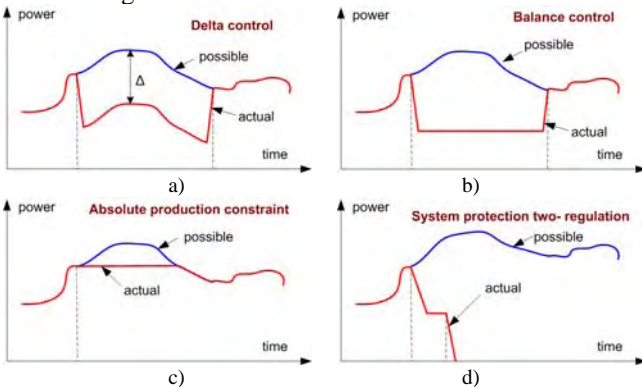 power
Delta control
possible
Δ
actual
time
a)
power
Balance control
possible
actual
time
b)
power
Absolute production constraint
possible
actual
time
c)
power
System protection two- regulation
possible
actual
time
d)